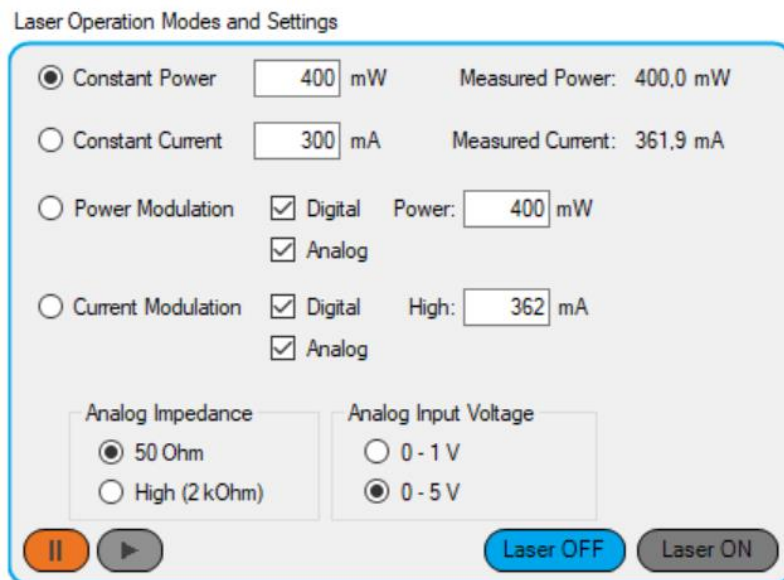 Laser Operation Modes and Settings
Constant Power 400 mW Measured Power: 400,0 mW
Constant Current 300 mA Measured Current: 361,9 mA
Power Modulation Digital Power: 400 mW
Analog
Current Modulation Digital High: 362 mA
Analog
Analog Impedance Analog Input Voltage
50 Ohm 0 - 1 V
High (2 kOhm) 0 - 5 V
Laser OFF Laser ON